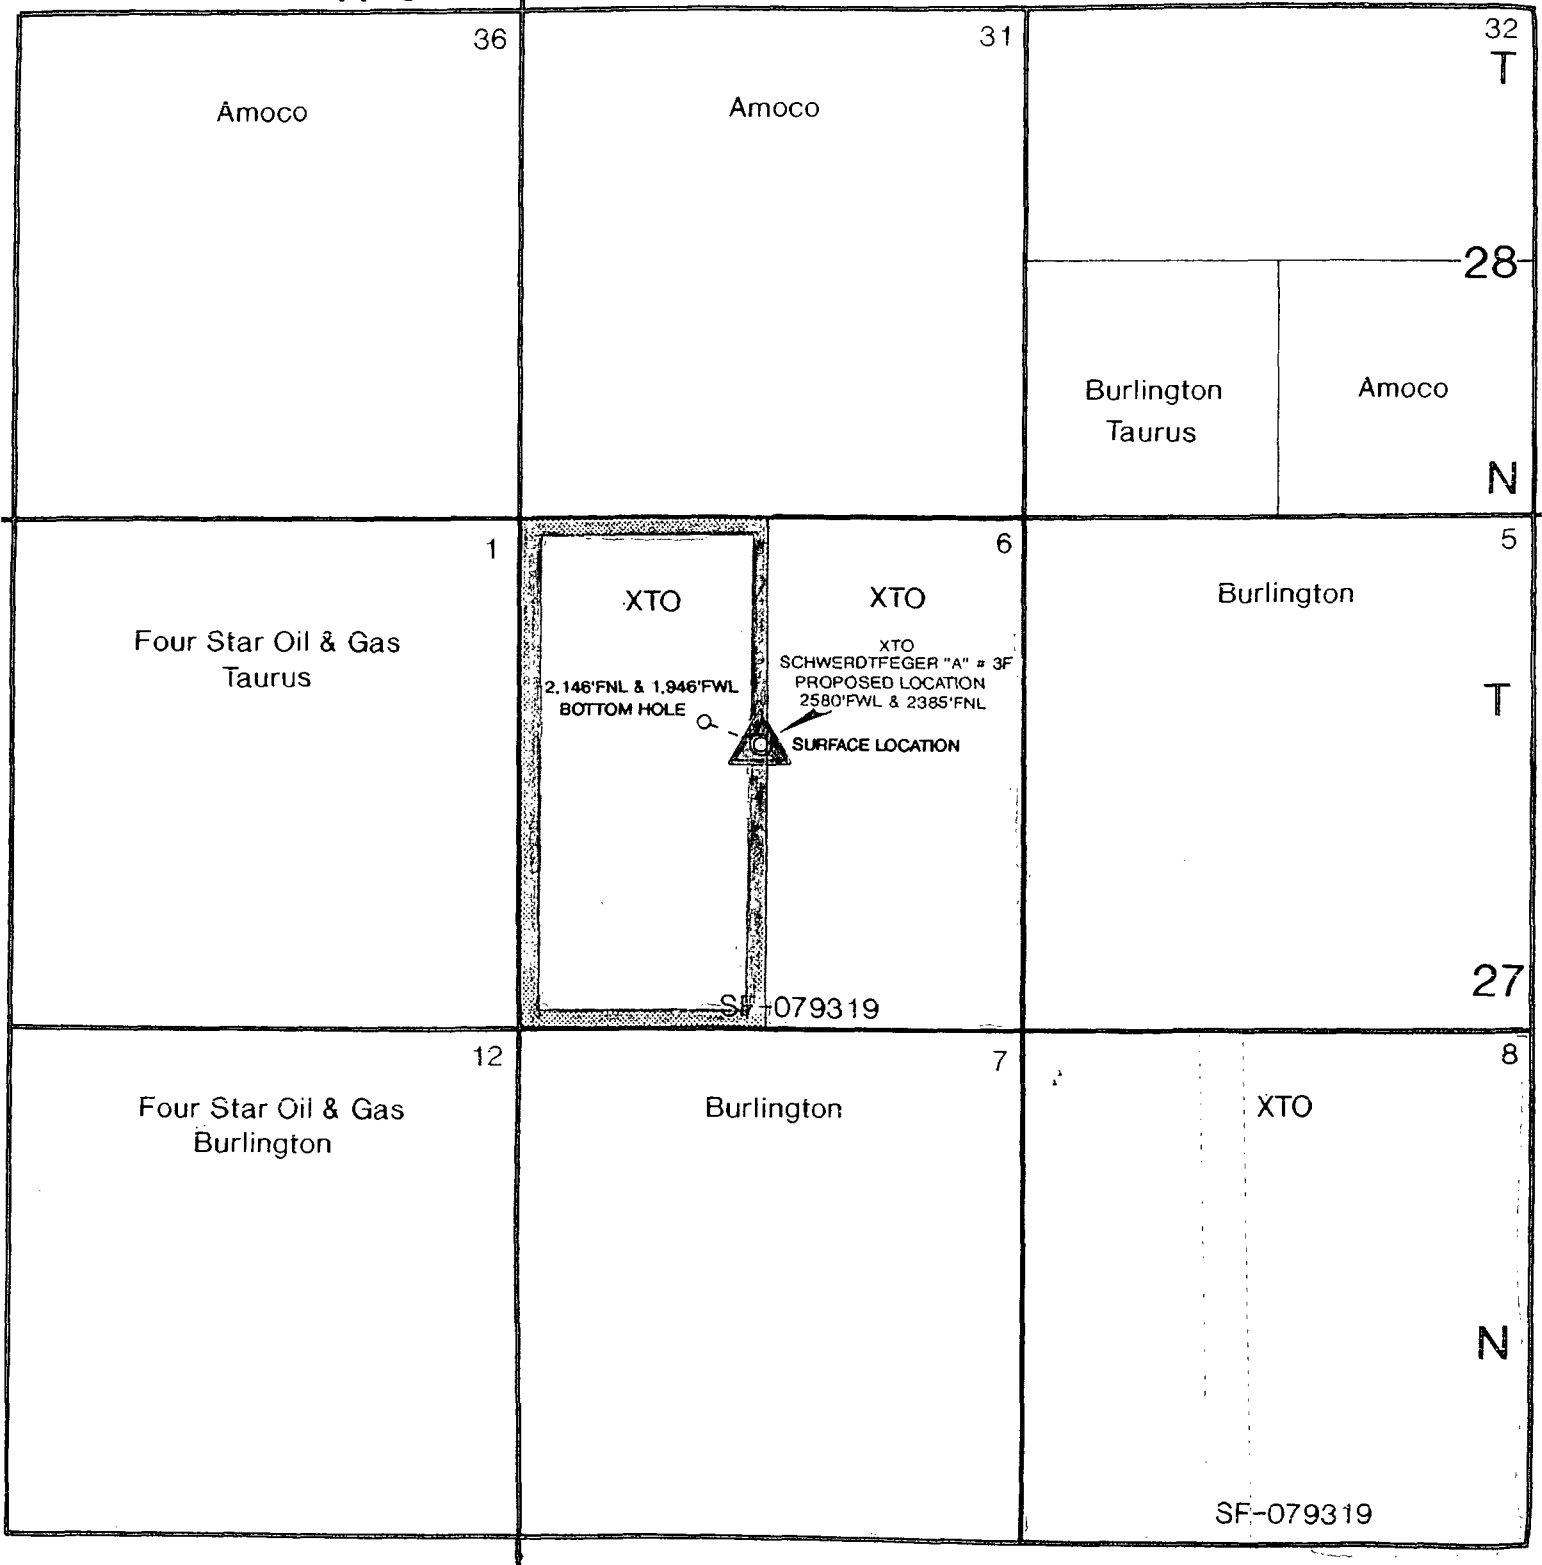 36
31
32
T
Amoco
Amoco
28
Burlington
Taurus
Amoco
N
1
6
5
Four Star Oil & Gas
Taurus
XTO
XTO
Burlington
XTO
SCHWERDTFEGER "A" # 3F
PROPOSED LOCATION
2580'FWL & 2385'FNL
2,146'FNL & 1,946'FWL
BOTTOM HOLE
SURFACE LOCATION
T
27
SF-079319
12
7
8
Four Star Oil & Gas
Burlington
Burlington
XTO
N
SF-079319